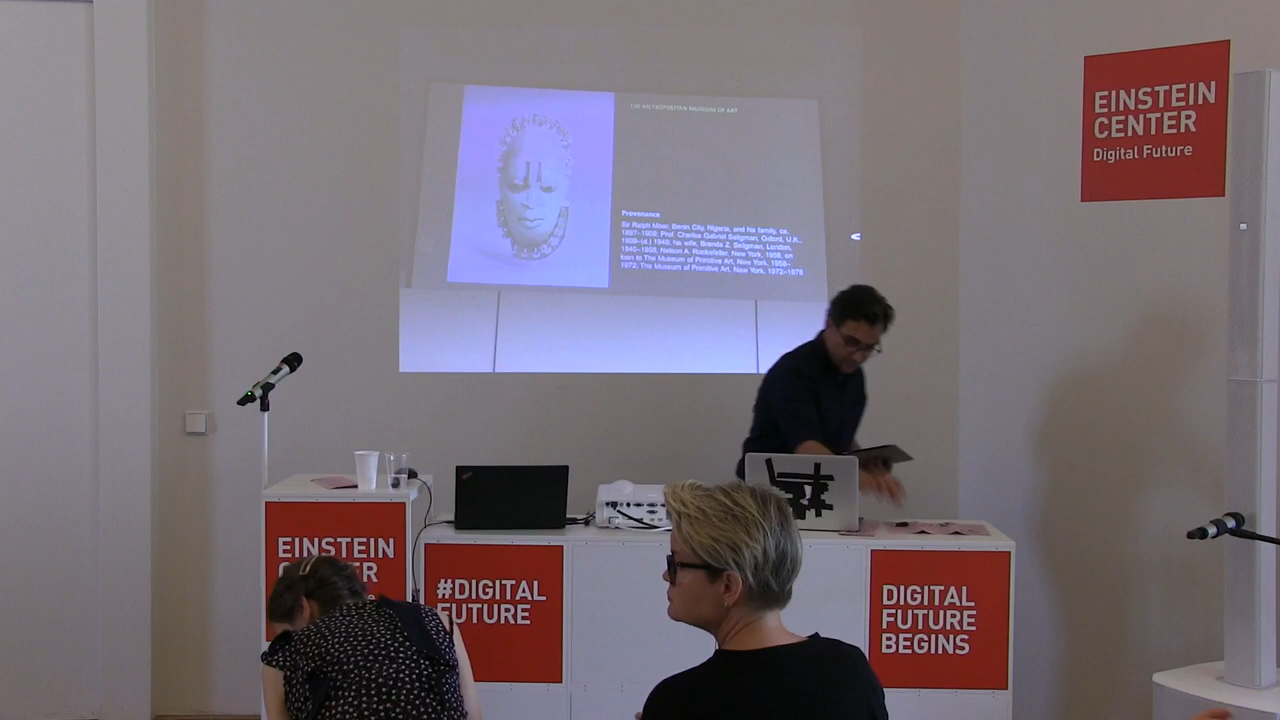 THE METROPOLITAN MUSEUM OF ART
Provenance
Sir Ralph Moor, Benin City, Nigeria, and his family, ca.
1897–1909; Prof. Charles Gabriel Seligman, Oxford, U.K.,
1909–(d.) 1940; his wife, Brenda Z. Seligman, London,
1940–1958; Nelson A. Rockefeller, New York, 1958, on
loan to The Museum of Primitive Art, New York, 1958–
1972; The Museum of Primitive Art, New York, 1972–1978
EINSTEIN
CENTER
Digital Future
EINSTEIN
#DIGITAL
FUTURE
DIGITAL
FUTURE
BEGINS